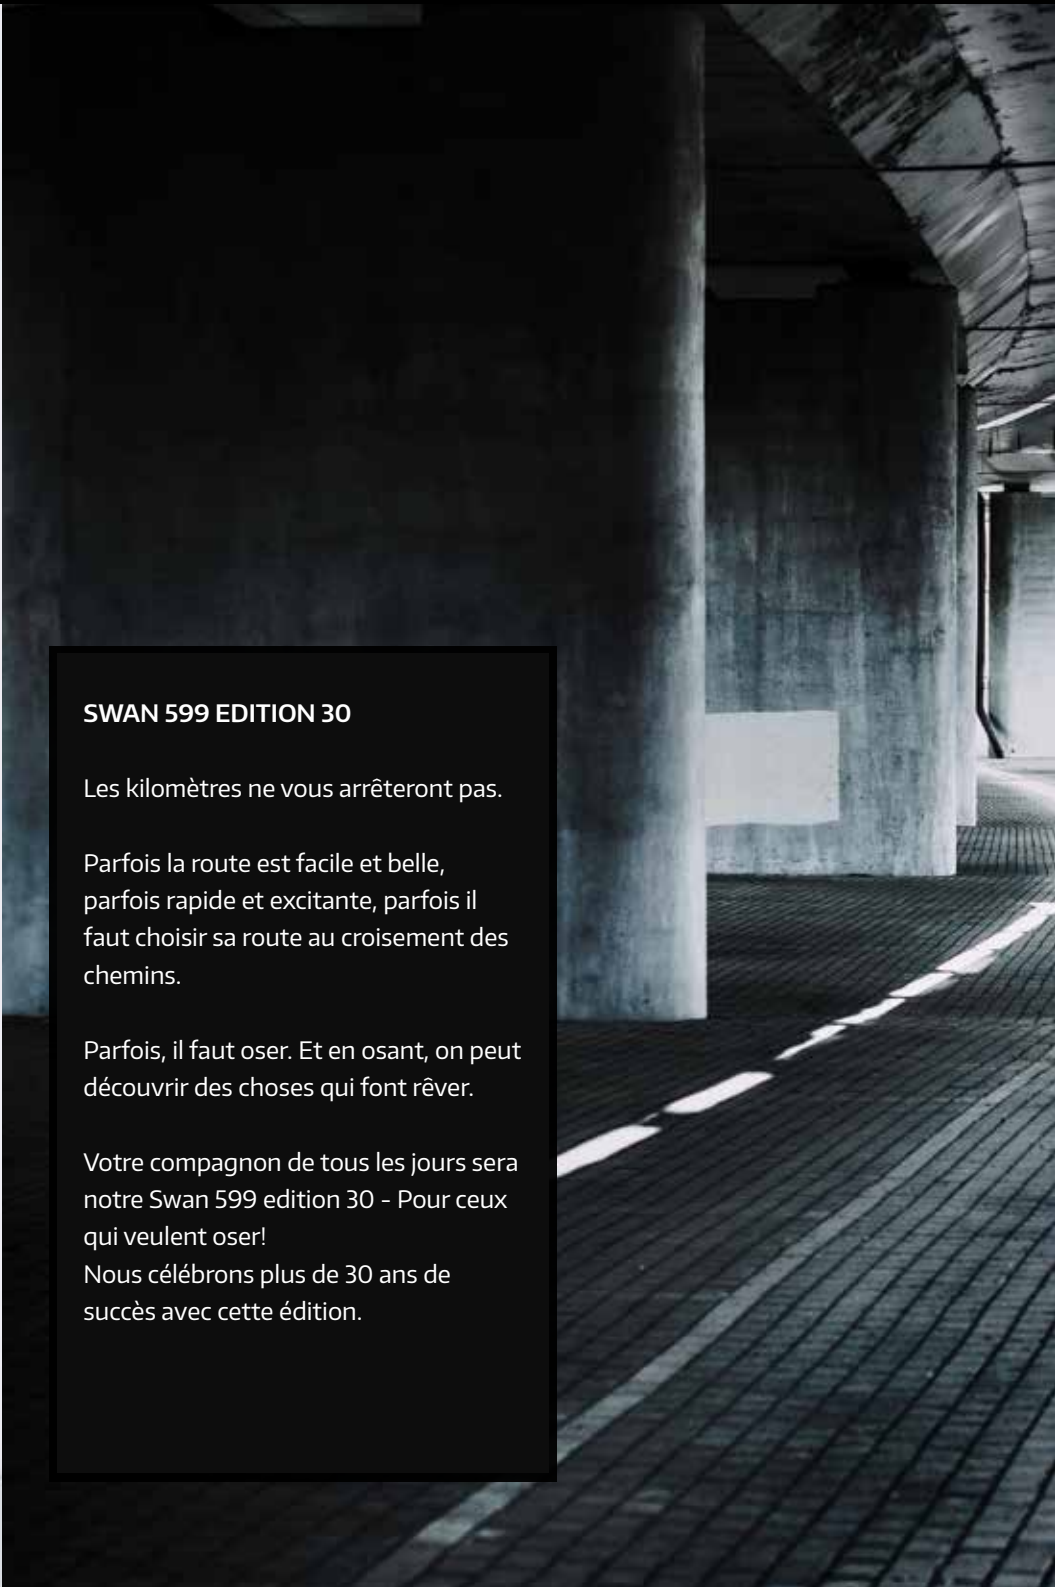 SWAN 599 EDITION 30
Les kilomètres ne vous arrêteront pas.
Parfois la route est facile et belle,
parfois rapide et excitante, parfois il
faut choisir sa route au croisement des
chemins.
Parfois, il faut oser. Et en osant, on peut
découvrir des choses qui font rêver.
Votre compagnon de tous les jours sera
notre Swan 599 edition 30 - Pour ceux
qui veulent oser!
Nous célébrons plus de 30 ans de
succès avec cette édition.